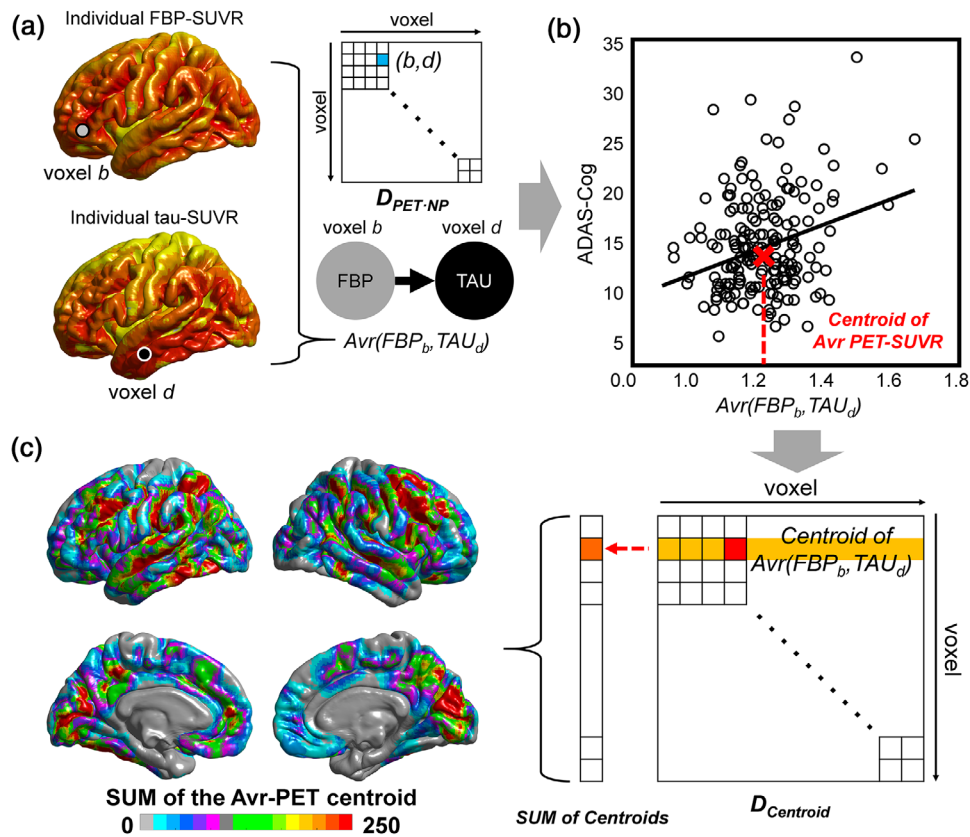 (a)
Individual FBP-SUVR
voxel b
Individual tau-SUVR
voxel d
voxel
voxel
(b,d)
D_PET·NP
voxel b
voxel d
FBP
TAU
Avr(FBP_b,TAU_d)
(b)
ADAS-Cog
35
30
25
20
15
10
5
0.0
1.0
1.2
1.4
1.6
1.8
Centroid of
Avr PET-SUVR
Avr(FBP_b,TAU_d)
(c)
SUM of the Avr-PET centroid
0
250
voxel
voxel
Centroid of
Avr(FBP_b,TAU_d)
SUM of Centroids
D_Centroid